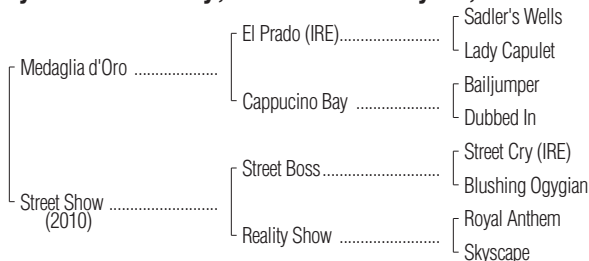 El Prado (IRE)....................
Sadler's Wells
Lady Capulet
Medaglia d'Oro ....................
Cappucino Bay ....................
Bailjumper
Dubbed In
Street Boss............................
Street Cry (IRE)
Blushing Ogygian
Street Show .........................
(2010)
Reality Show ........................
Royal Anthem
Skyscape